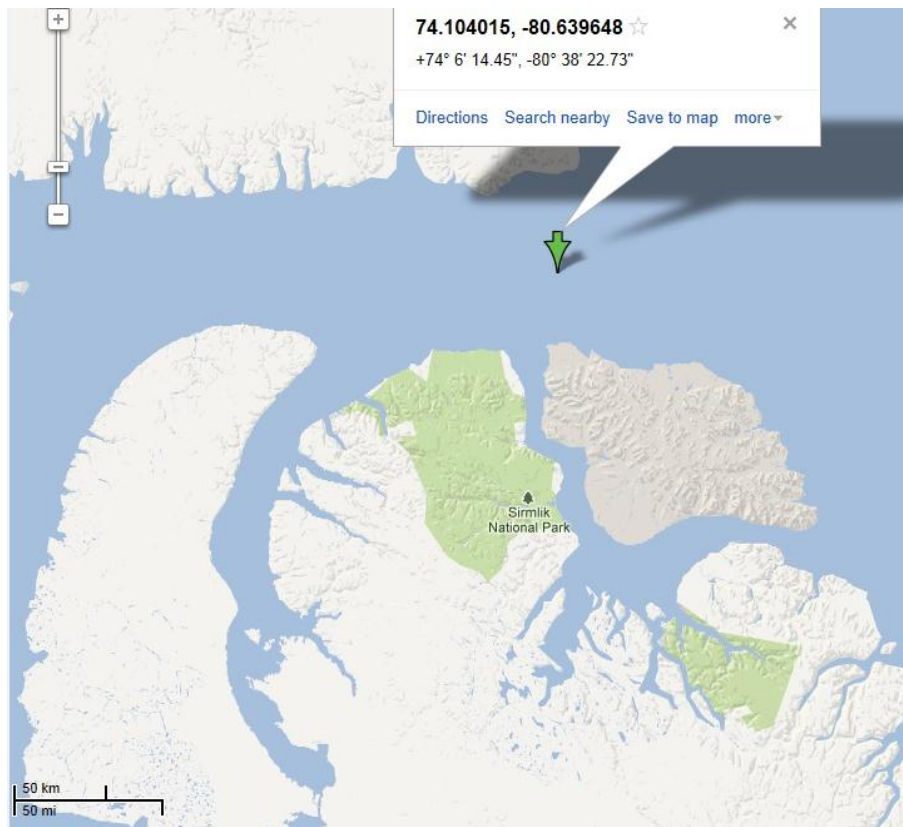 74.104015, -80.639648
+74° 6' 14.45", -80° 38' 22.73"
Directions Search nearby Save to map more
Sirmlik
National Park
50 km
50 mi